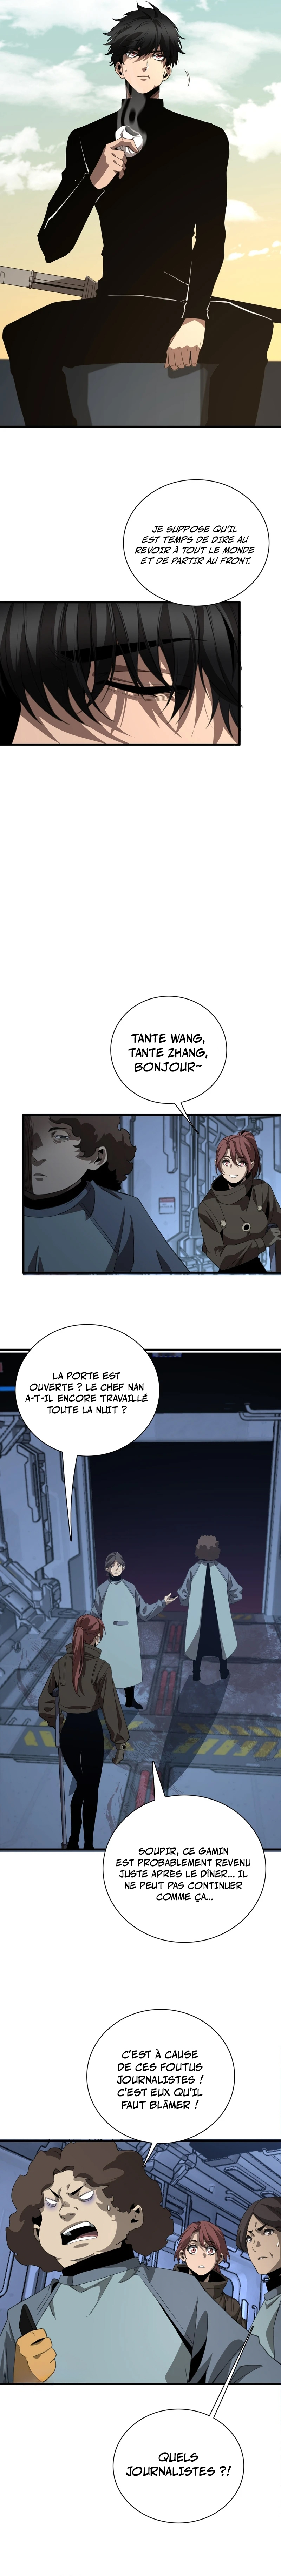 JE SUPPOSE QU'IL
EST TEMPS DE DIRE AU
REVOIR À TOUT LE MONDE
ET DE PARTIR AU FRONT.
TANTE WANG,
TANTE ZHANG,
BONJOUR~
LA PORTE EST
OUVERTE ? LE CHEF NAN
A-T-IL ENCORE TRAVAILLÉ
TOUTE LA NUIT ?
SOUPIR, CE GAMIN
EST PROBABLEMENT REVENU
JUSTE APRÈS LE DÎNER... IL
NE PEUT PAS CONTINUER
COMME ÇA...
C'EST À CAUSE
DE CES FOUTUS
JOURNALISTES !
C'EST EUX QU'IL
FAUT BLÂMER !
QUELS
JOURNALISTES ?!